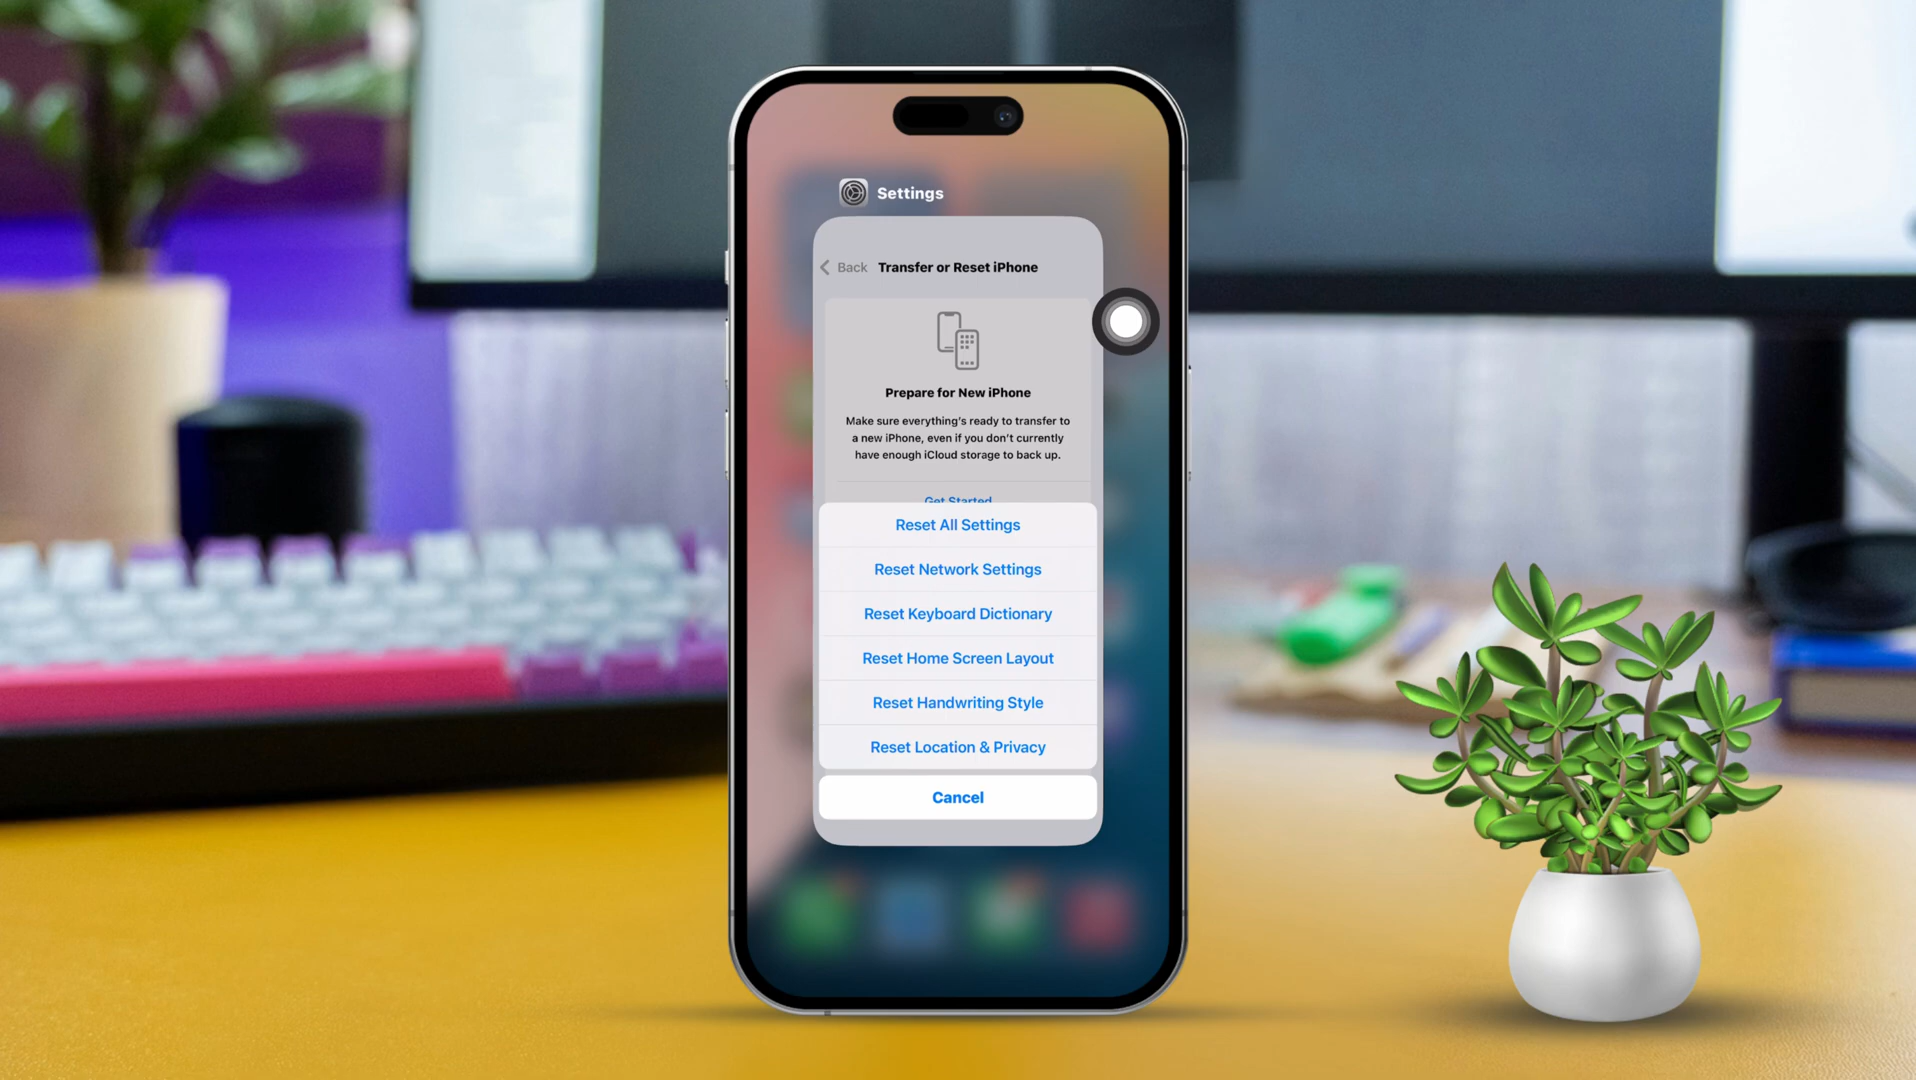 Settings
Back Transfer or Reset iPhone
Prepare for New iPhone
Make sure everything's ready to transfer to
a new iPhone, even if you don't currently
have enough iCloud storage to back up.
Get Started
Reset All Settings
Reset Network Settings
Reset Keyboard Dictionary
Reset Home Screen Layout
Reset Handwriting Style
Reset Location & Privacy
Cancel